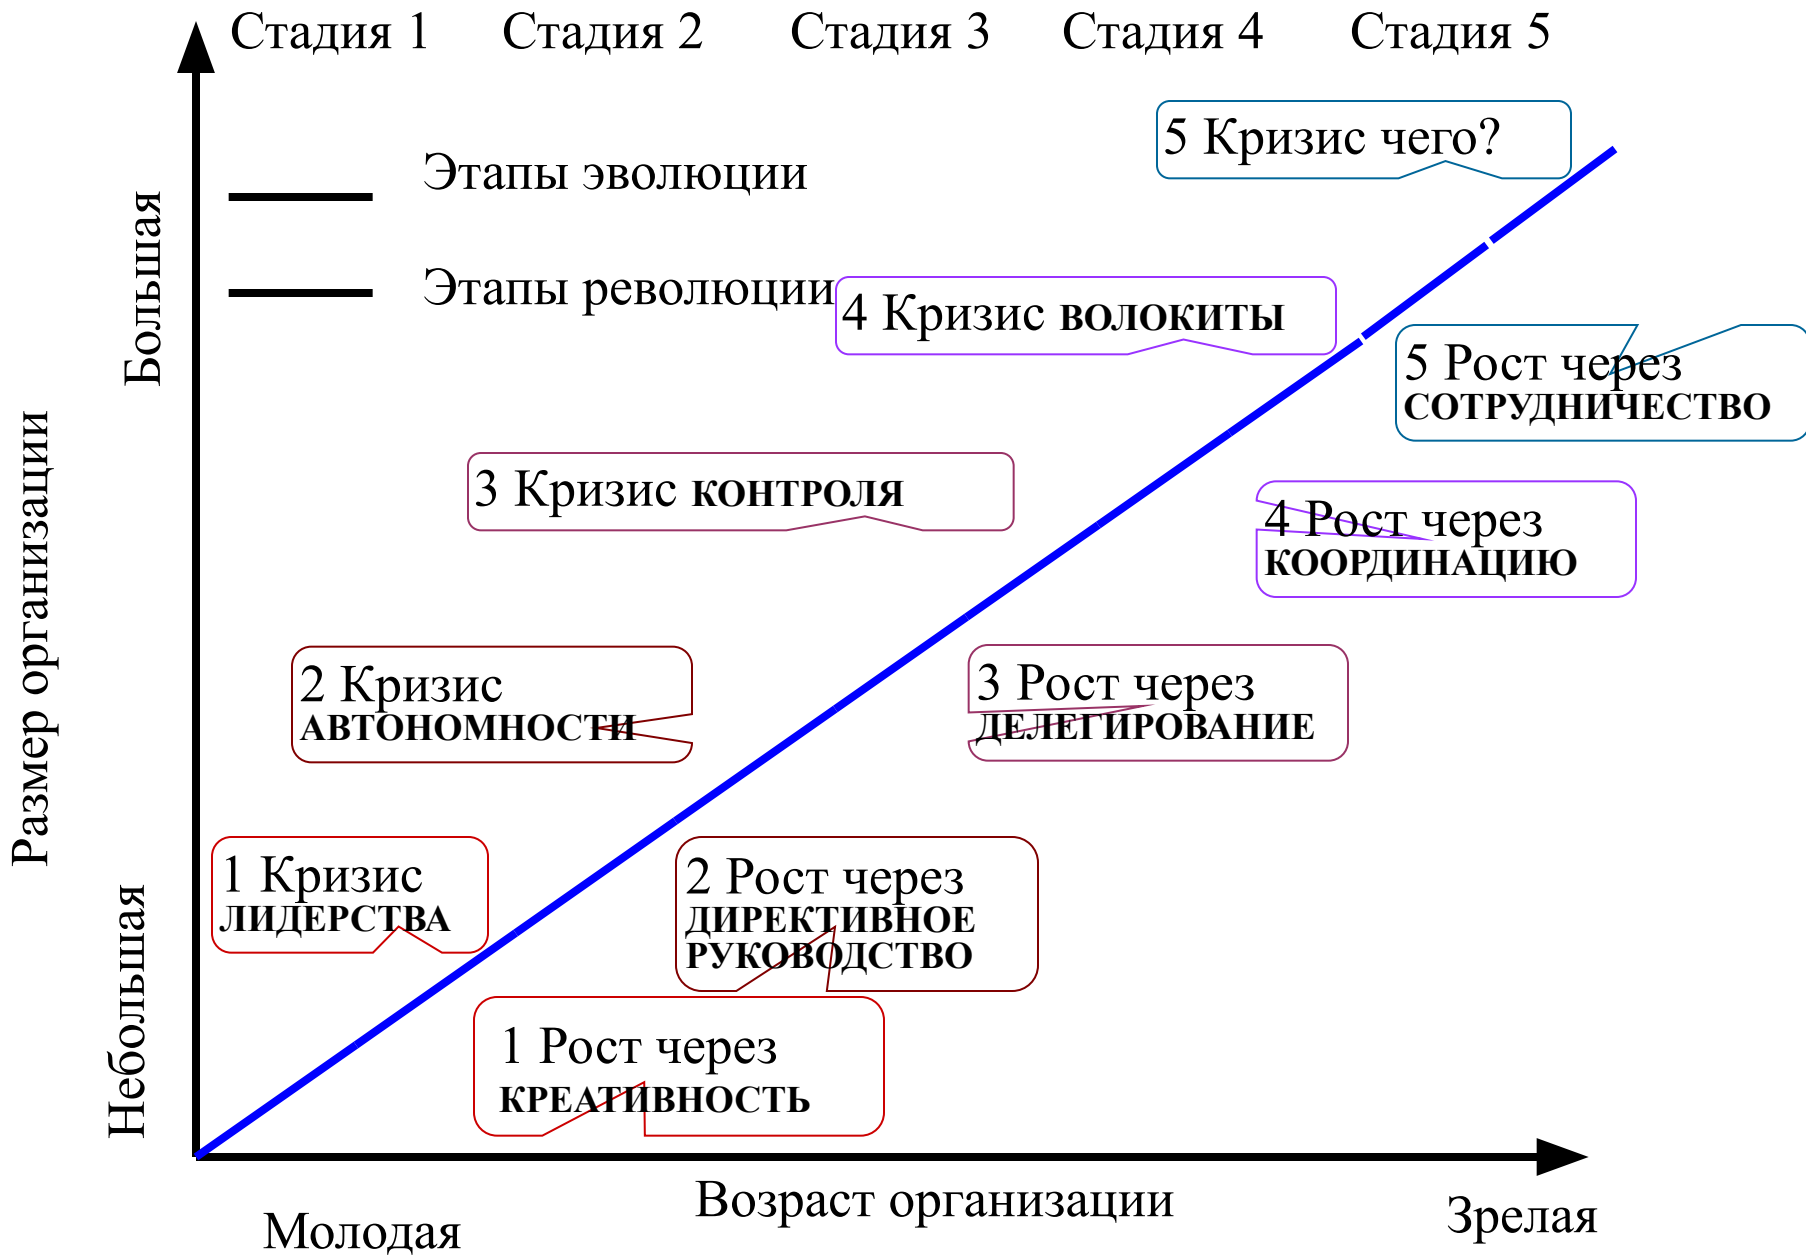 Стадия 1
Стадия 2
Стадия 3
Стадия 4
Стадия 5
5 Кризис чего?
Этапы эволюции
Этапы революции
Большая
4 Кризис ВОЛОКИТЫ
5 Рост через
СОТРУДНИЧЕСТВО
3 Кризис КОНТРОЛЯ
4 Рост через
КООРДИНАЦИЮ
Размер организации
2 Кризис
АВТОНОМНОСТИ
3 Рост через
ДЕЛЕГИРОВАНИЕ
1 Кризис
ЛИДЕРСТВА
2 Рост через
ДИРЕКТИВНОЕ
РУКОВОДСТВО
Небольшая
1 Рост через
КРЕАТИВНОСТЬ
Молодая
Возраст организации
Зрелая